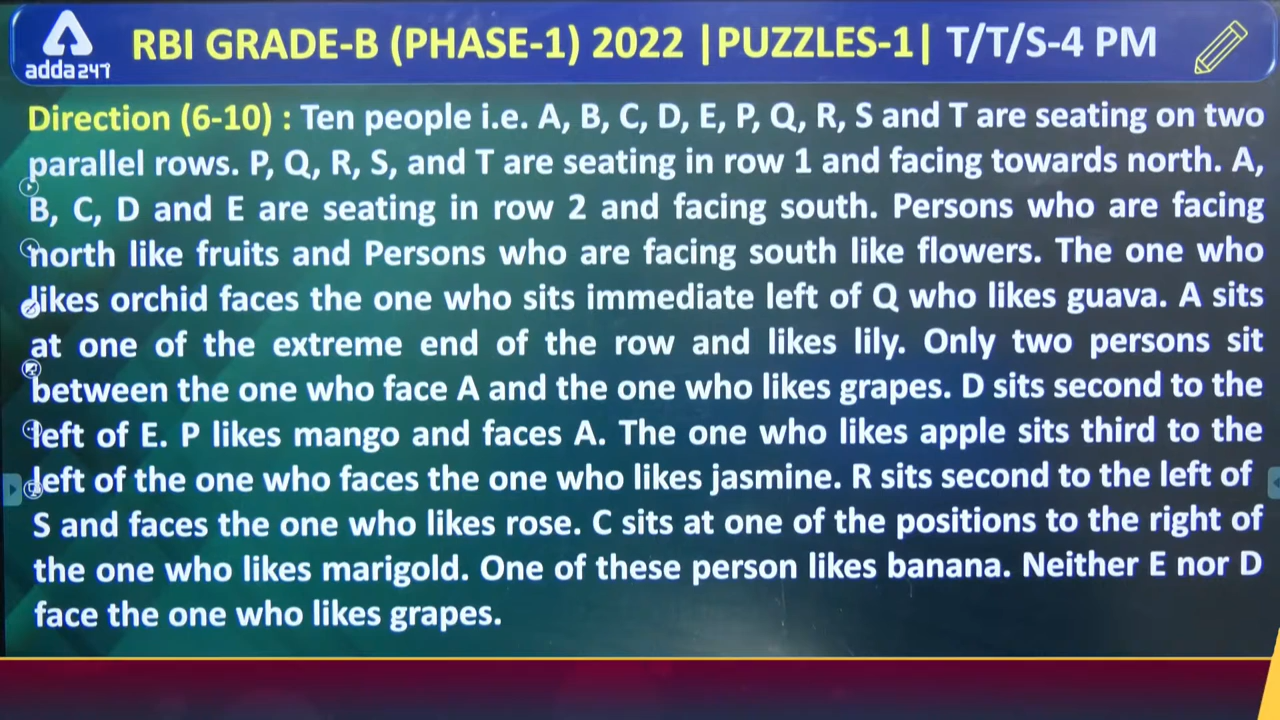 adda247
RBI GRADE-B (PHASE-1) 2022 |PUZZLES-1| T/T/S-4 PM
Direction (6-10) : Ten people i.e. A, B, C, D, E, P, Q, R, S and T are seating on two
parallel rows. P, Q, R, S, and T are seating in row 1 and facing towards north. A,
B, C, D and E are seating in row 2 and facing south. Persons who are facing
north like fruits and Persons who are facing south like flowers. The one who
likes orchid faces the one who sits immediate left of Q who likes guava. A sits
at one of the extreme end of the row and likes lily. Only two persons sit
between the one who face A and the one who likes grapes. D sits second to the
left of E. P likes mango and faces A. The one who likes apple sits third to the
left of the one who faces the one who likes jasmine. R sits second to the left of
S and faces the one who likes rose. C sits at one of the positions to the right of
the one who likes marigold. One of these person likes banana. Neither E nor D
face the one who likes grapes.